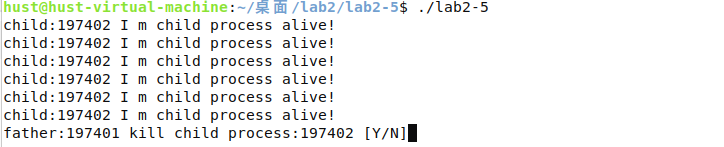 hust@hust-virtual-machine:~/桌面/lab2/lab2-5$ ./lab2-5
child:197402 I m child process alive!
child:197402 I m child process alive!
child:197402 I m child process alive!
child:197402 I m child process alive!
child:197402 I m child process alive!
child:197402 I m child process alive!
father:197401 kill child process:197402 [Y/N]